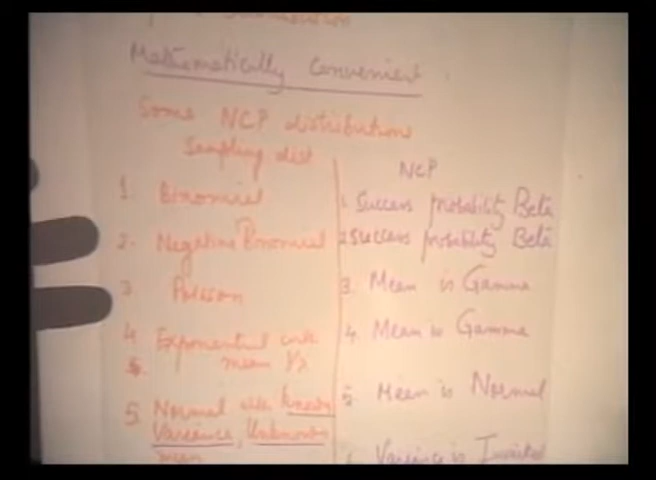 Mathematically Convenient.
Some NCP distributions
Sampling dist
NCP
1. Binomial
1. Success probability Beta
2. Negative Binomial
2. Success probability Beta
3. Poisson
3. Mean is Gamma
4. Exponential with
mean 1/λ
4. Mean is Gamma
5. Normal with known
Variance, Unknown
mean
5. Mean is Normal
Variance is Inverted